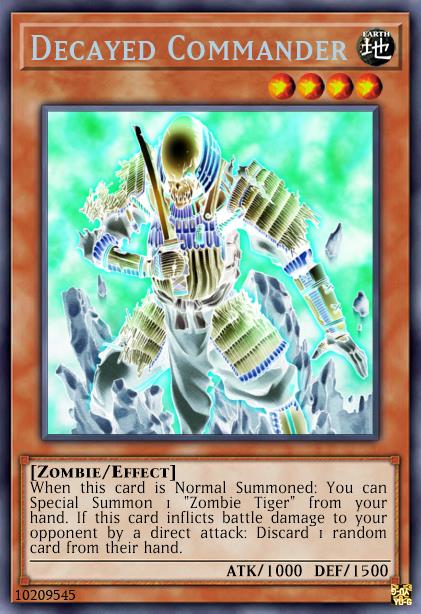 DECAYED COMMANDER
EARTH
地
[ZOMBIE/EFFECT]
When this card is Normal Summoned: You can
Special Summon 1 "Zombie Tiger" from your
hand. If this card inflicts battle damage to your
opponent by a direct attack: Discard 1 random
card from their hand.
ATK/1000 DEF/1500
10209545